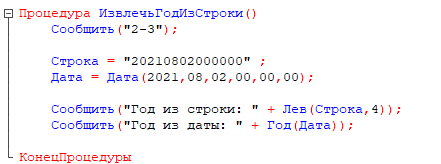 Процедура ИзвлечьГодИзСтроки()
Сообщить("2-3");
Строка = "20210802000000" ;
Дата = Дата(2021,08,02,00,00,00);
Сообщить("Год из строки: " + Лев(Строка,4));
Сообщить("Год из даты: " + Год(Дата));
КонецПроцедуры